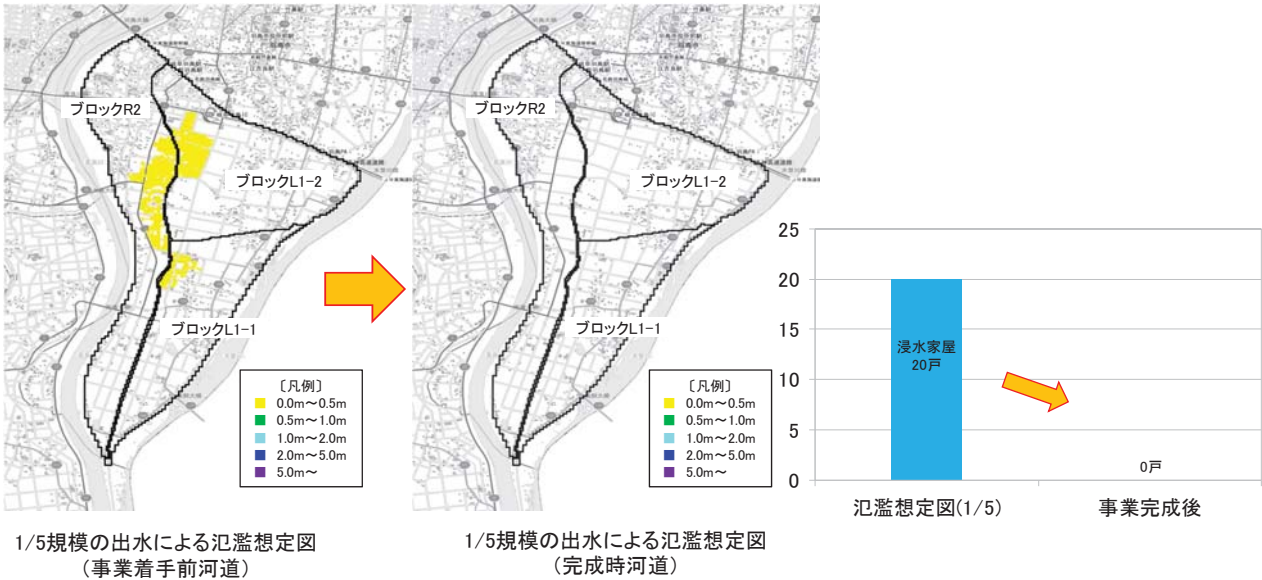 ブロックR2
ブロックL1-2
ブロックL1-1
〔凡例〕
0.0m～0.5m
0.5m～1.0m
1.0m～2.0m
2.0m～5.0m
5.0m～
1/5規模の出水による氾濫想定図
（事業着手前河道）
ブロックR2
ブロックL1-2
ブロックL1-1
〔凡例〕
0.0m～0.5m
0.5m～1.0m
1.0m～2.0m
2.0m～5.0m
5.0m～
1/5規模の出水による氾濫想定図
（完成時河道）
25
20
15
10
5
0
浸水家屋
20戸
0戸
氾濫想定図(1/5)
事業完成後